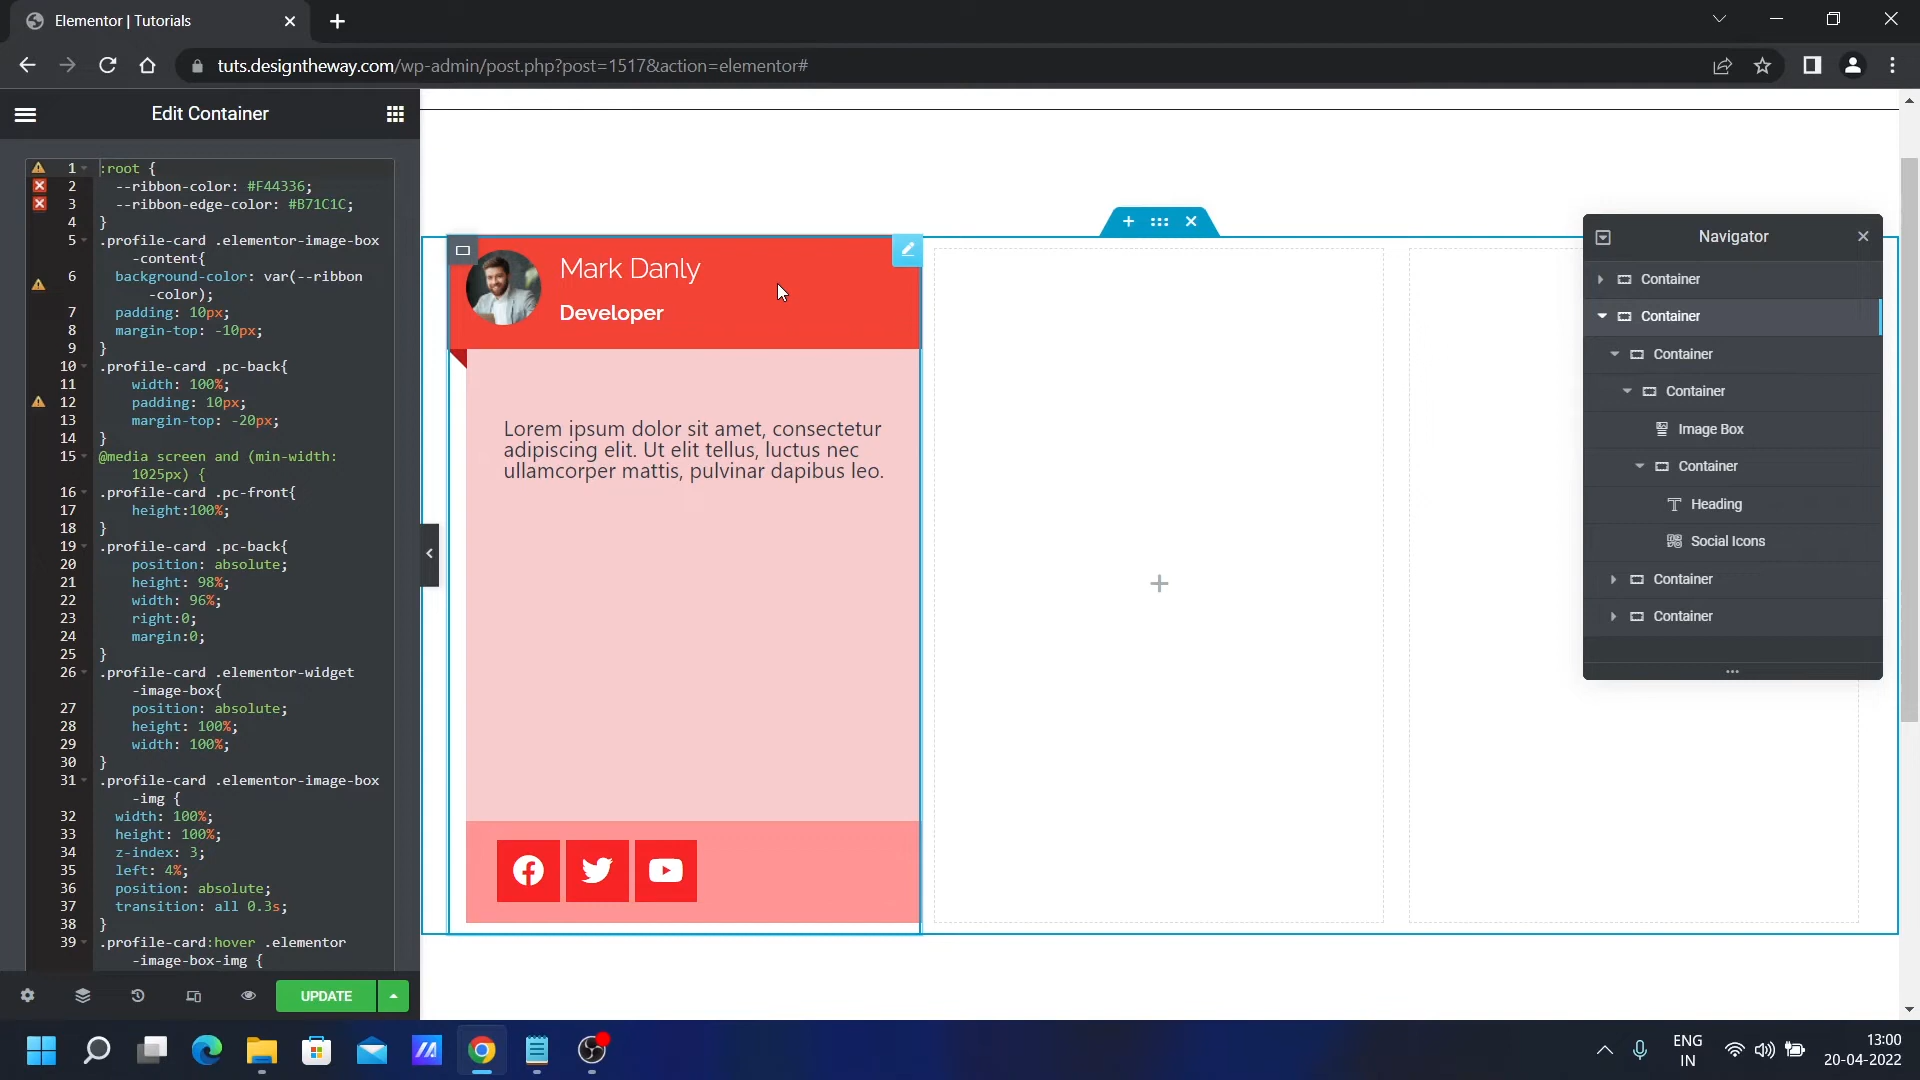 Elementor | Tutorials
tuts.designtheway.com/wp-admin/post.php?post=1517&action=elementor#
Edit Container
1 :root {
2 --ribbon-color: #F44336;
3 --ribbon-edge-color: #B71C1C;
4 }
5 .profile-card .elementor-image-box
-content{
6 background-color: var(--ribbon
-color);
7 padding: 10px;
8 margin-top: -10px;
9 }
10 .profile-card .pc-back{
11 width: 100%;
12 padding: 10px;
13 margin-top: -20px;
14 }
15 @media screen and (min-width:
1025px) {
16 .profile-card .pc-front{
17 height:100%;
18 }
19 .profile-card .pc-back{
20 position: absolute;
21 height: 98%;
22 width: 96%;
23 right:0;
24 margin:0;
25 }
26 .profile-card .elementor-widget
-image-box{
27 position: absolute;
28 height: 100%;
29 width: 100%;
30 }
31 .profile-card .elementor-image-box
-img {
32 width: 100%;
33 height: 100%;
34 z-index: 3;
35 left: 4%;
36 position: absolute;
37 transition: all 0.3s;
38 }
39 .profile-card:hover .elementor
-image-box-img {
UPDATE
Mark Danly
Developer
Lorem ipsum dolor sit amet, consectetur
adipiscing elit. Ut elit tellus, luctus nec
ullamcorper mattis, pulvinar dapibus leo.
Navigator
Container
Container
Container
Container
Image Box
Container
Heading
Social Icons
Container
Container
ENG
IN
13:00
20-04-2022